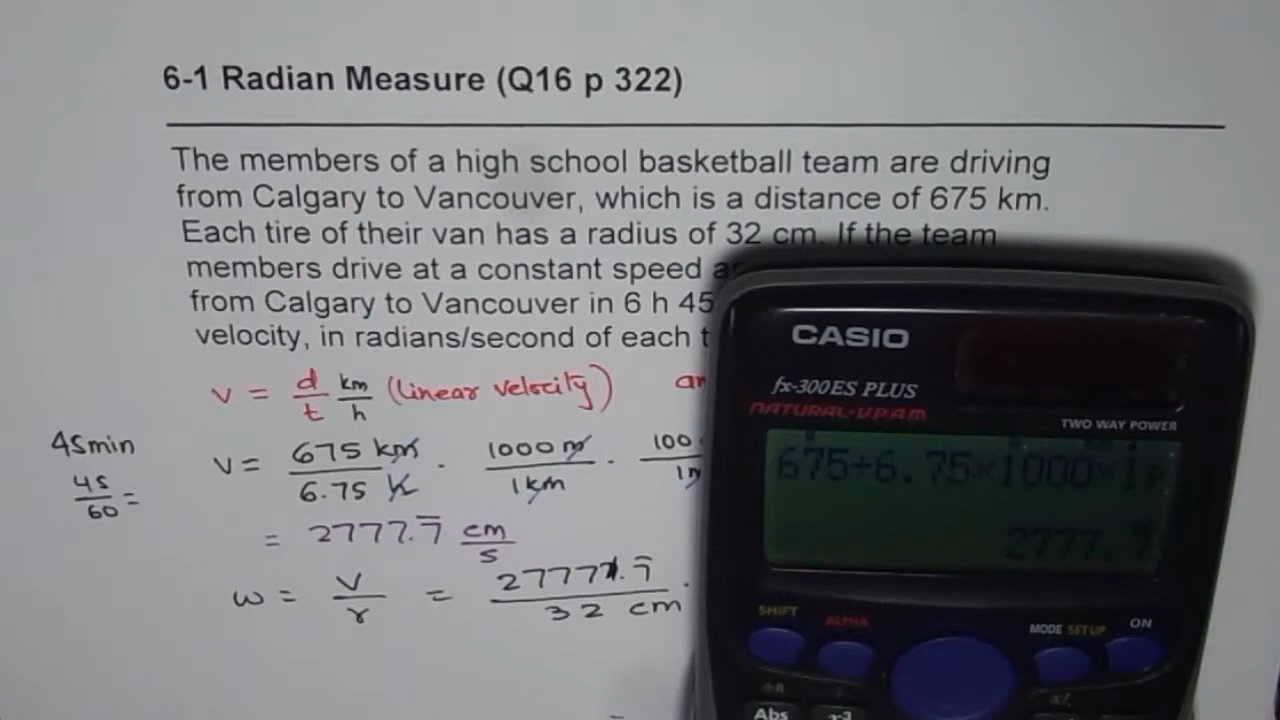 6-1 Radian Measure (Q16 p 322)
The members of a high school basketball team are driving
from Calgary to Vancouver, which is a distance of 675 km.
Each tire of their van has a radius of 32 cm. If the team
members drive at a constant speed
from Calgary to Vancouver in 6 h 45
velocity, in radians/second of each t
v = d/t km/h (linear velocity) an
45min
45/60 =
v = 675 km/6.75 h · 1000 m/1 km · 100/1m
= 2777.7̄ cm/s
ω = v/r = 2777.7̄/32 cm ·
CASIO
fx-300ES PLUS
NATURAL-V.P.A.M.
TWO WAY POWER
675÷6.75×1000×1
2777.7
SHIFT
ALPHA
MODE SETUP
ON
÷R
x!
Abs
x³